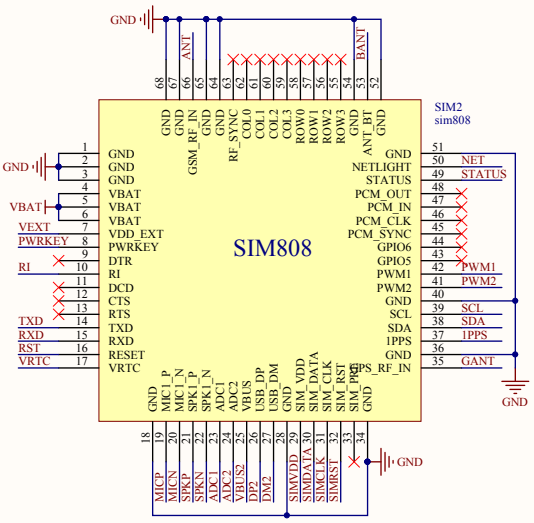 GND
ANT
BANT
68
67
66
65
64
63
62
61
60
59
58
57
56
55
54
53
52
GND
GND
GSM_RF_IN
GND
GND
RF_SYNC
COL0
COL1
COL2
COL3
ROW0
ROW1
ROW2
ROW3
GND
ANT_BT
GND
SIM2
sim808
SIM808
GND
1 GND
2 GND
3 GND
VBAT
4 VBAT
5 VBAT
6 VBAT
VEXT 7 VDD_EXT
PWRKEY 8 PWRKEY
9 DTR
RI 10 RI
11 DCD
12 CTS
13 RTS
TXD 14 TXD
RXD 15 RXD
RST 16 RESET
VRTC 17 VRTC
GND 51
NETLIGHT 50 NET
STATUS 49 STATUS
PCM_OUT 48
PCM_IN 47
PCM_CLK 46
PCM_SYNC 45
GPIO6 44
GPIO5 43
PWM1 42 PWM1
PWM2 41 PWM2
GND 40
SCL 39 SCL
SDA 38 SDA
1PPS 37 1PPS
GND 36
GPS_RF_IN 35 GANT
GND
GND
MIC1_P
MIC1_N
SPK1_P
SPK1_N
ADC1
ADC2
VBUS
USB_DP
USB_DM
GND
SIM_VDD
SIM_DATA
SIM_CLK
SIM_RST
GND
18
19
20
21
22
23
24
25
26
27
28
29
30
31
32
33
34
MICP
MICN
SPKP
SPKN
ADC1
ADC2
VBUS2
DP2
DM2
SIMVDD
SIMDATA
SIMCLK
SIMRST
GND